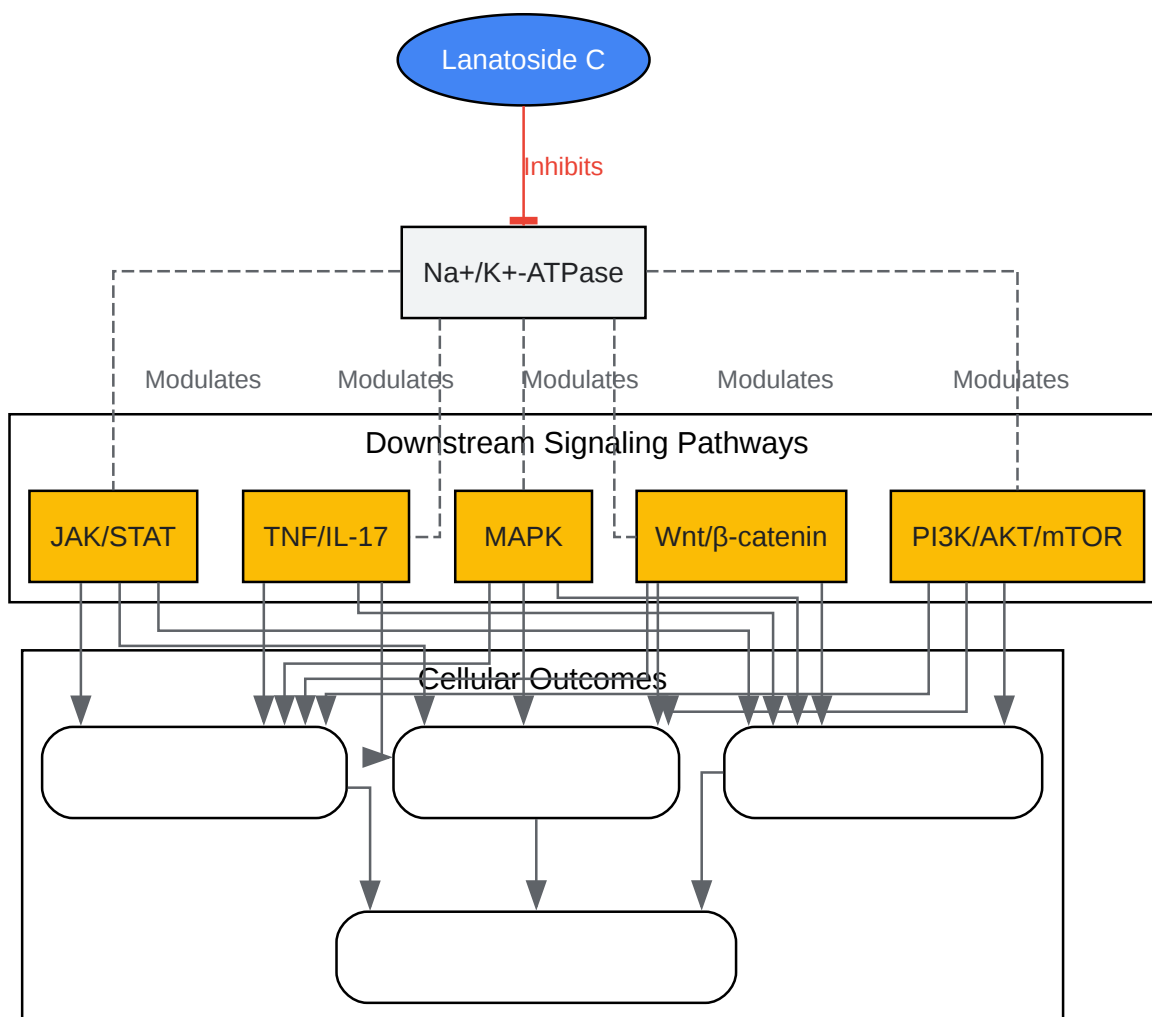 Lanatoside C
Inhibits
Na+/K+-ATPase
Modulates Modulates Modulates Modulates Modulates
Downstream Signaling Pathways
JAK/STAT TNF/IL-17 MAPK Wnt/β-catenin PI3K/AKT/mTOR
Cellular Outcomes